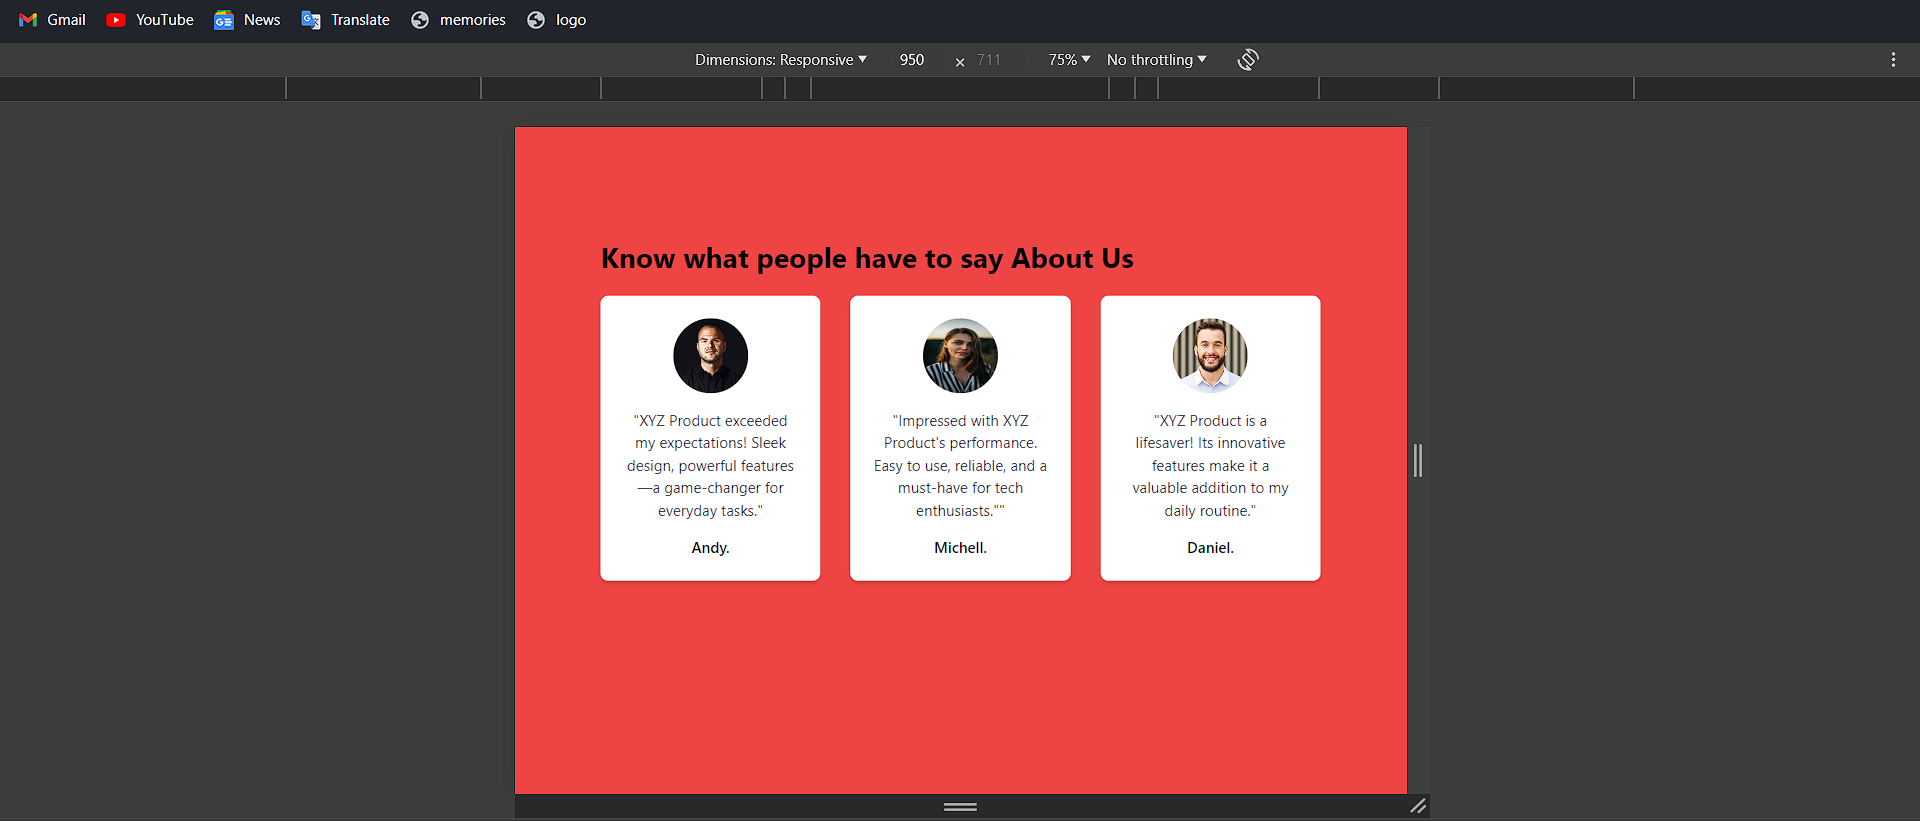 Gmail YouTube News Translate memories logo
Dimensions: Responsive 950 × 711 75% No throttling
Know what people have to say About Us
"XYZ Product exceeded
my expectations! Sleek
design, powerful features
—a game-changer for
everyday tasks."
Andy.
"Impressed with XYZ
Product's performance.
Easy to use, reliable, and a
must-have for tech
enthusiasts.""
Michell.
"XYZ Product is a
lifesaver! Its innovative
features make it a
valuable addition to my
daily routine."
Daniel.